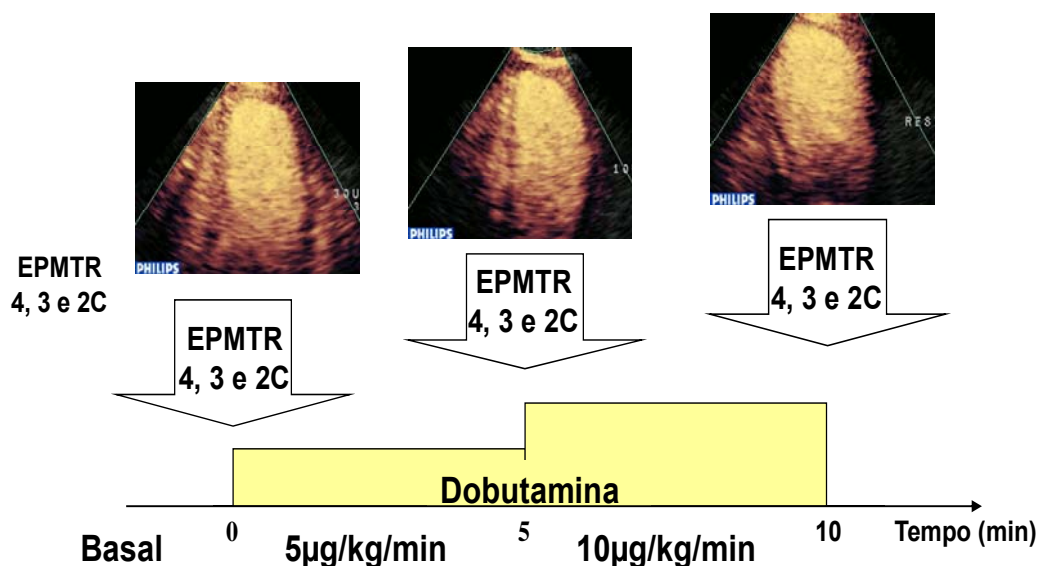 RES
10
PHILIPS
PHILIPS
PHILIPS
EPMTR
4, 3 e 2C
EPMTR
4, 3 e 2C
EPMTR
4, 3 e 2C
EPMTR
4, 3 e 2C
Dobutamina
0
5
10
Tempo (min)
Basal
5µg/kg/min
10µg/kg/min